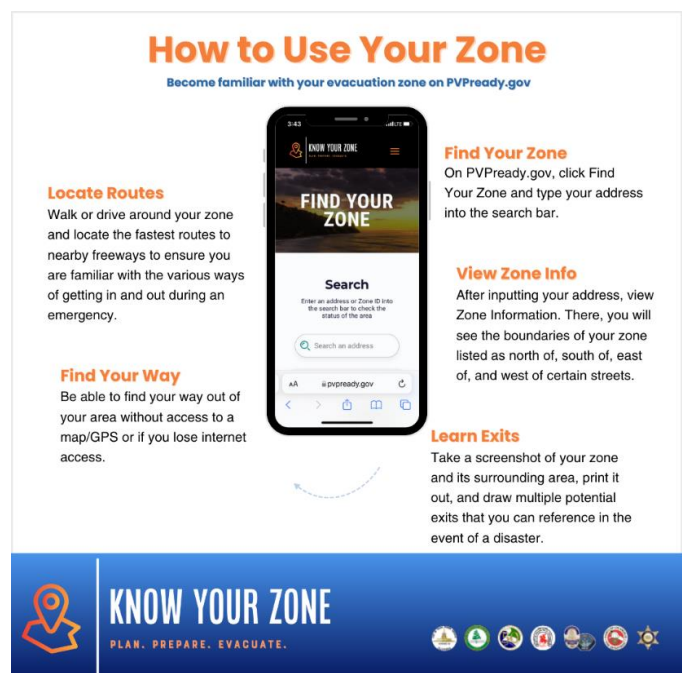 How to Use Your Zone
Become familiar with your evacuation zone on PVPready.gov
3:43
LTE
KNOW YOUR ZONE
PLAN. PREPARE. EVACUATE.
FIND YOUR
ZONE
Search
Enter an address or Zone ID into
the search bar to check the
status of the area
Search an address
AA
pvpready.gov
Find Your Zone
On PVPready.gov, click Find
Your Zone and type your address
into the search bar.
View Zone Info
After inputting your address, view
Zone Information. There, you will
see the boundaries of your zone
listed as north of, south of, east
of, and west of certain streets.
Learn Exits
Take a screenshot of your zone
and its surrounding area, print it
out, and draw multiple potential
exits that you can reference in the
event of a disaster.
Find Your Way
Be able to find your way out of
your area without access to a
map/GPS or if you lose internet
access.
Locate Routes
Walk or drive around your zone
and locate the fastest routes to
nearby freeways to ensure you
are familiar with the various ways
of getting in and out during an
emergency.
KNOW YOUR ZONE
PLAN. PREPARE. EVACUATE.